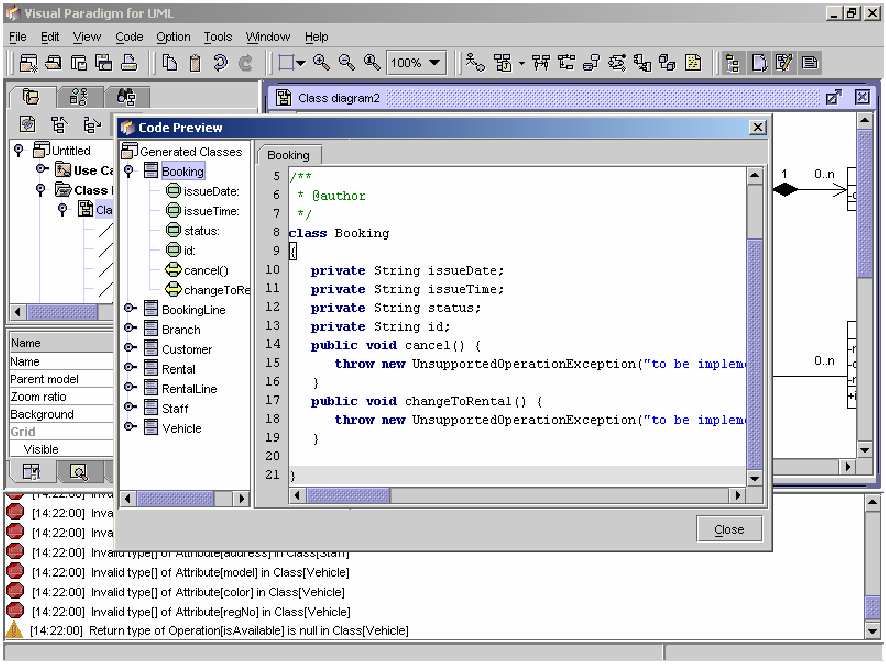 Visual Paradigm for UML
File Edit View Code Option Tools Window Help
100%
Class diagram2
Untitled
Use Ca
Class
Cla
1
0..n
0..n
Code Preview
Generated Classes
Booking
issueDate:
issueTime:
status:
id:
cancel()
changeToRe
BookingLine
Branch
Customer
Rental
RentalLine
Staff
Vehicle
Booking
5 /**
6 * @author
7 */
8 class Booking
9 {
10 private String issueDate;
11 private String issueTime;
12 private String status;
13 private String id;
14 public void cancel() {
15 throw new UnsupportedOperationException("to be implem
16 }
17 public void changeToRental() {
18 throw new UnsupportedOperationException("to be implem
19 }
20
21 }
Close
Name
Name
Parent model
Zoom ratio
Background
Grid
Visible
[14:22:00] Inva
[14:22:00] Inva
[14:22:00] Inva
[14:22:00] Invalid type[] of Attribute[address] in Class[Staff]
[14:22:00] Invalid type[] of Attribute[model] in Class[Vehicle]
[14:22:00] Invalid type[] of Attribute[color] in Class[Vehicle]
[14:22:00] Invalid type[] of Attribute[regNo] in Class[Vehicle]
[14:22:00] Return type of Operation[isAvailable] is null in Class[Vehicle]